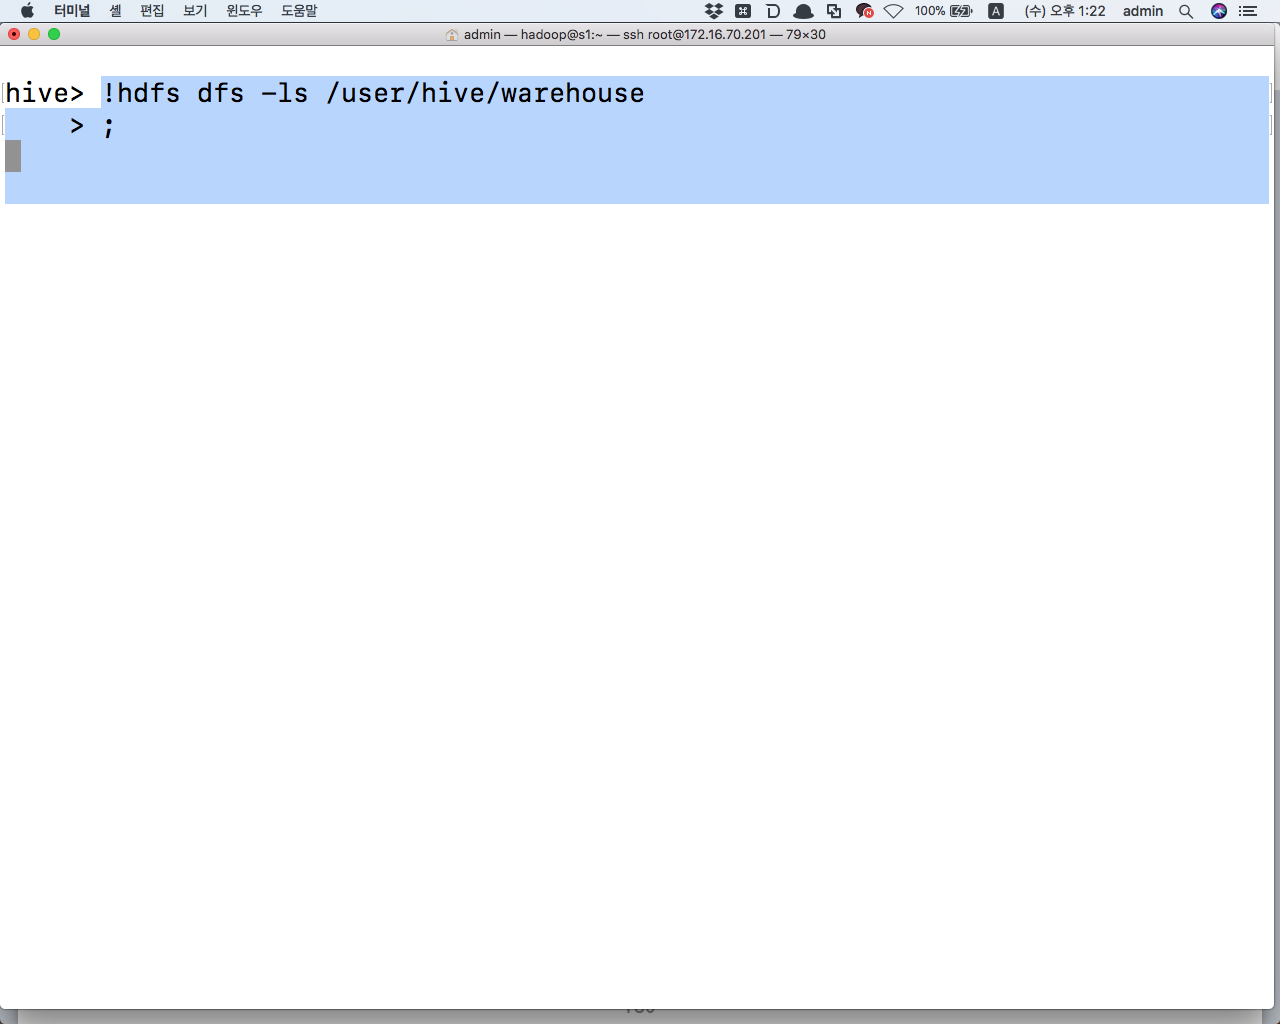 터미널 셸 편집 보기 윈도우 도움말 100% A (수) 오후 1:22 admin
admin — hadoop@s1:~ — ssh root@172.16.70.201 — 79×30
hive> !hdfs dfs -ls /user/hive/warehouse
> ;